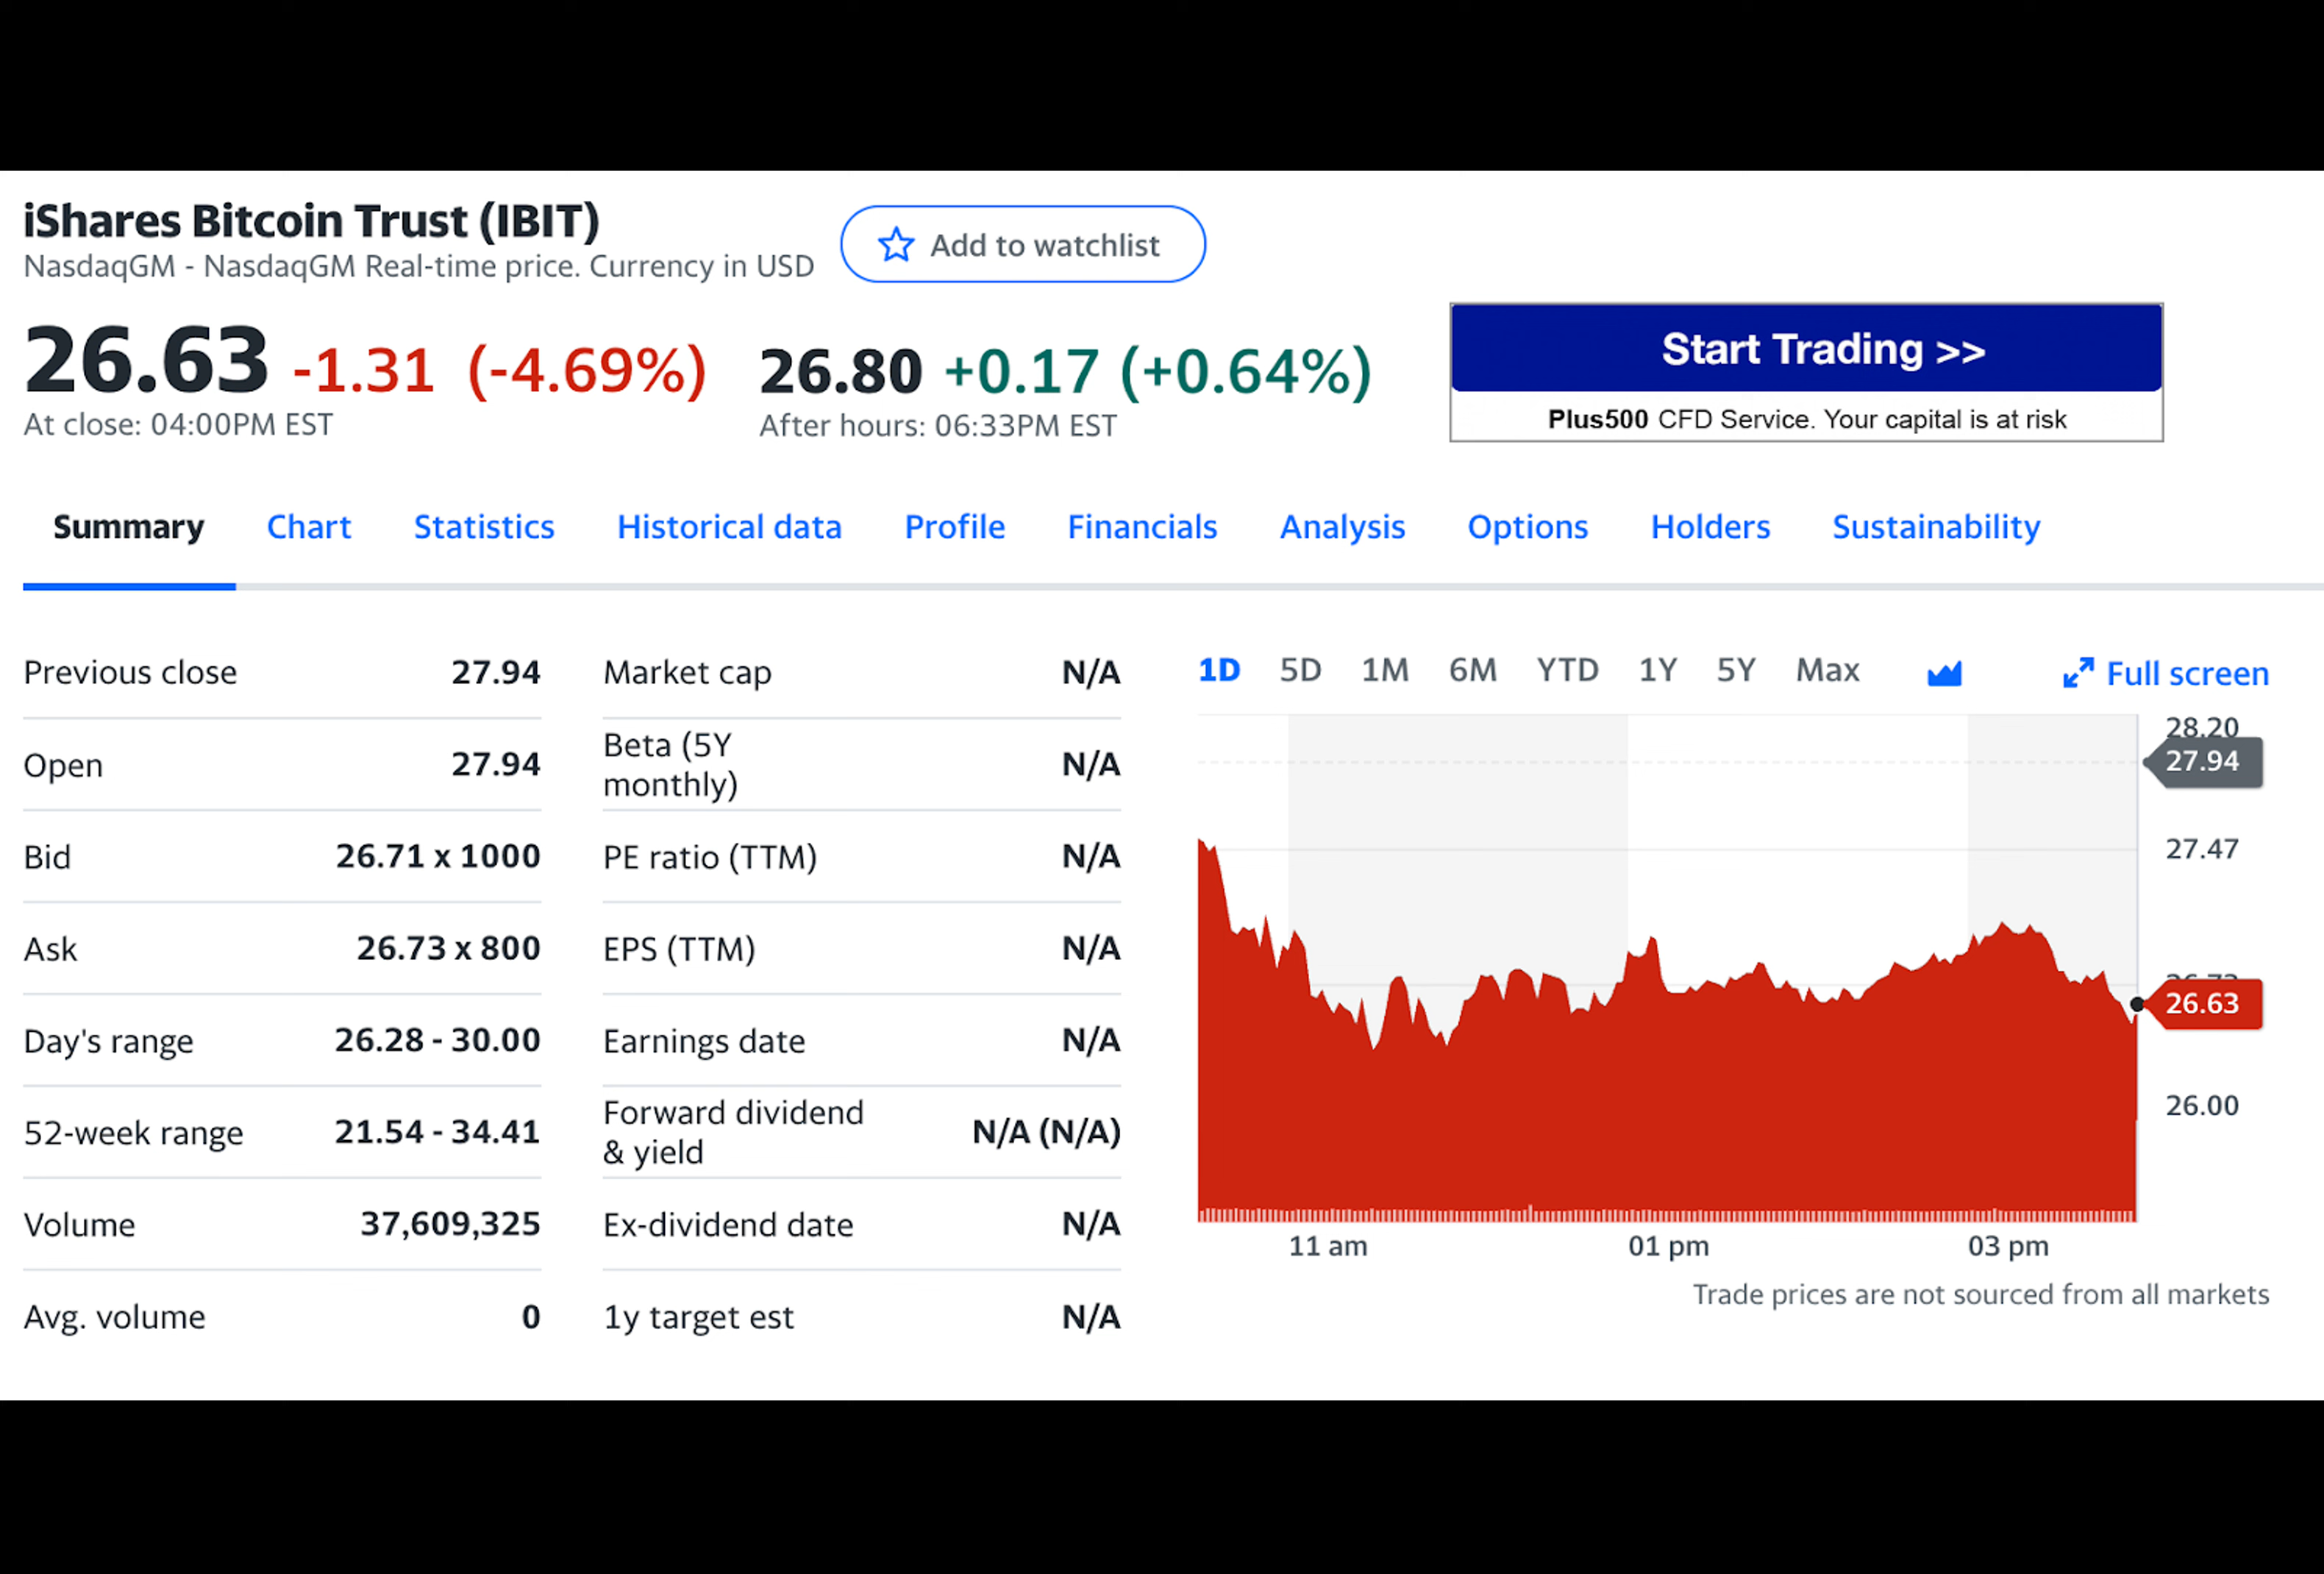 iShares Bitcoin Trust (IBIT)
NasdaqGM - NasdaqGM Real-time price. Currency in USD
Add to watchlist
26.63 -1.31 (-4.69%)
At close: 04:00PM EST
26.80 +0.17 (+0.64%)
After hours: 06:33PM EST
Start Trading >>
Plus500 CFD Service. Your capital is at risk
Summary Chart Statistics Historical data Profile Financials Analysis Options Holders Sustainability
Previous close 27.94
Open 27.94
Bid 26.71 x 1000
Ask 26.73 x 800
Day's range 26.28 - 30.00
52-week range 21.54 - 34.41
Volume 37,609,325
Avg. volume 0
Market cap N/A
Beta (5Y
monthly) N/A
PE ratio (TTM) N/A
EPS (TTM) N/A
Earnings date N/A
Forward dividend
& yield N/A (N/A)
Ex-dividend date N/A
1y target est N/A
1D 5D 1M 6M YTD 1Y 5Y Max
Full screen
28.20
27.94
27.47
26.63
26.00
11 am 01 pm 03 pm
Trade prices are not sourced from all markets